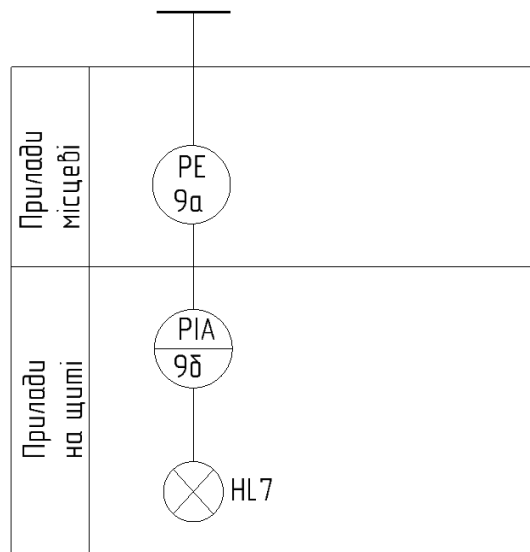 Прилади
місцеві
PE
9а
Прилади
на щиті
PIA
9б
HL7